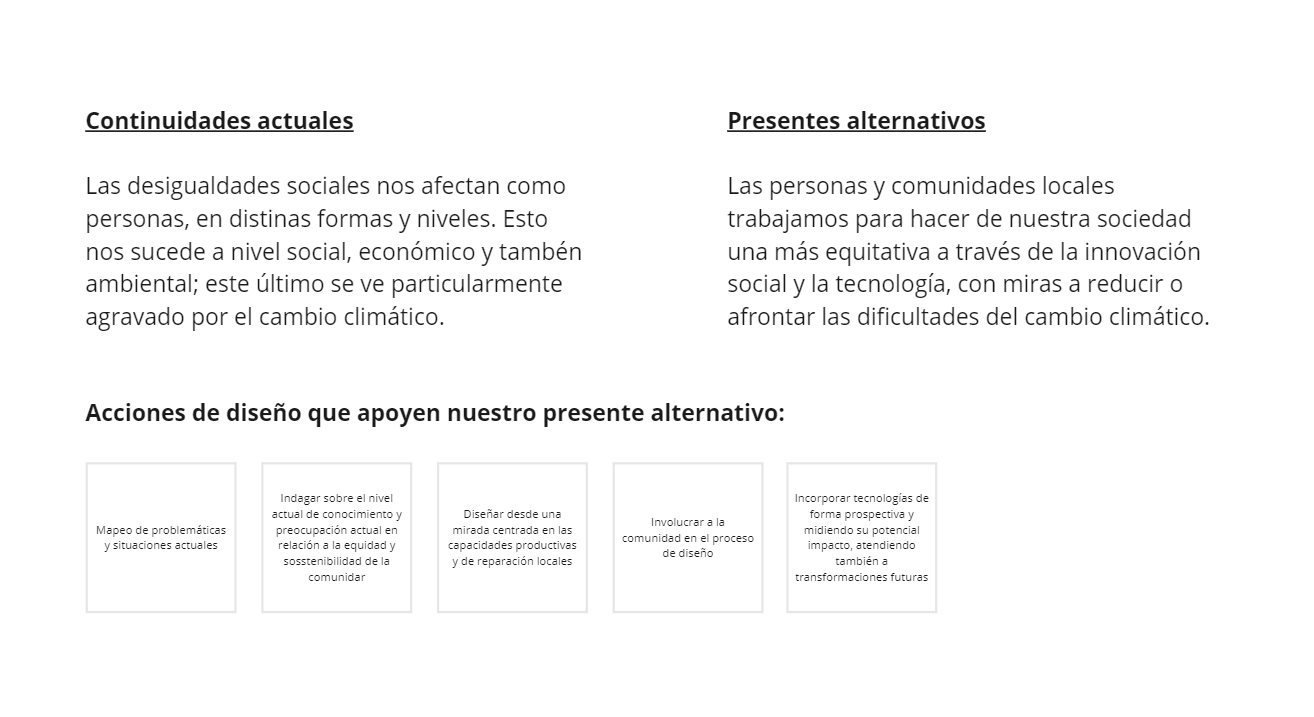 Continuidades actuales
Las desigualdades sociales nos afectan como
personas, en distinas formas y niveles. Esto
nos sucede a nivel social, económico y tambén
ambiental; este último se ve particularmente
agravado por el cambio climático.
Presentes alternativos
Las personas y comunidades locales
trabajamos para hacer de nuestra sociedad
una más equitativa a través de la innovación
social y la tecnología, con miras a reducir o
afrontar las dificultades del cambio climático.
Acciones de diseño que apoyen nuestro presente alternativo:
Mapeo de problemáticas
y situaciones actuales
Indagar sobre el nivel
actual de conocimiento y
preocupación actual en
relación a la equidad y
sosstenibilidad de la
comunidar
Diseñar desde una
mirada centrada en las
capacidades productivas
y de reparación locales
Involucrar a la
comunidad en el proceso
de diseño
Incorporar tecnologías de
forma prospectiva y
midiendo su potencial
impacto, atendiendo
también a
transformaciones futuras